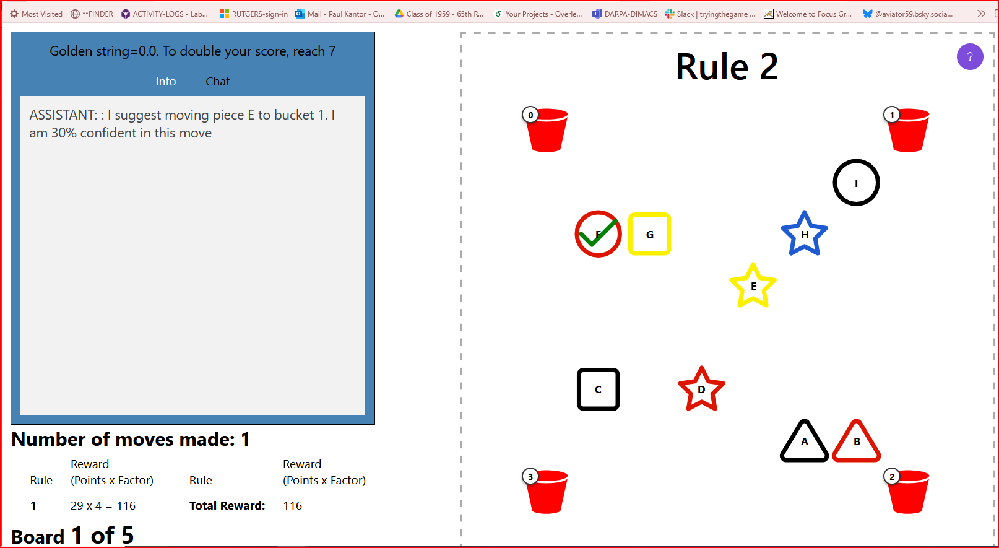 Most Visited **FINDER ACTIVITY-LOGS - Lab... RUTGERS-sign-in Mail - Paul Kantor - O... Class of 1959 - 65th R... Your Projects - Overle... DARPA-DIMACS Slack | tryingthegame ... Welcome to Focus Gr... @aviator59.bsky.socia...
Golden string=0.0. To double your score, reach 7
Info Chat
ASSISTANT: : I suggest moving piece E to bucket 1. I
am 30% confident in this move
Number of moves made: 1
Reward Reward
Rule (Points x Factor) Rule (Points x Factor)
1 29 x 4 = 116 Total Reward: 116
Board 1 of 5
Rule 2
?
0 1
I
F G H
E
C D
A B
3 2